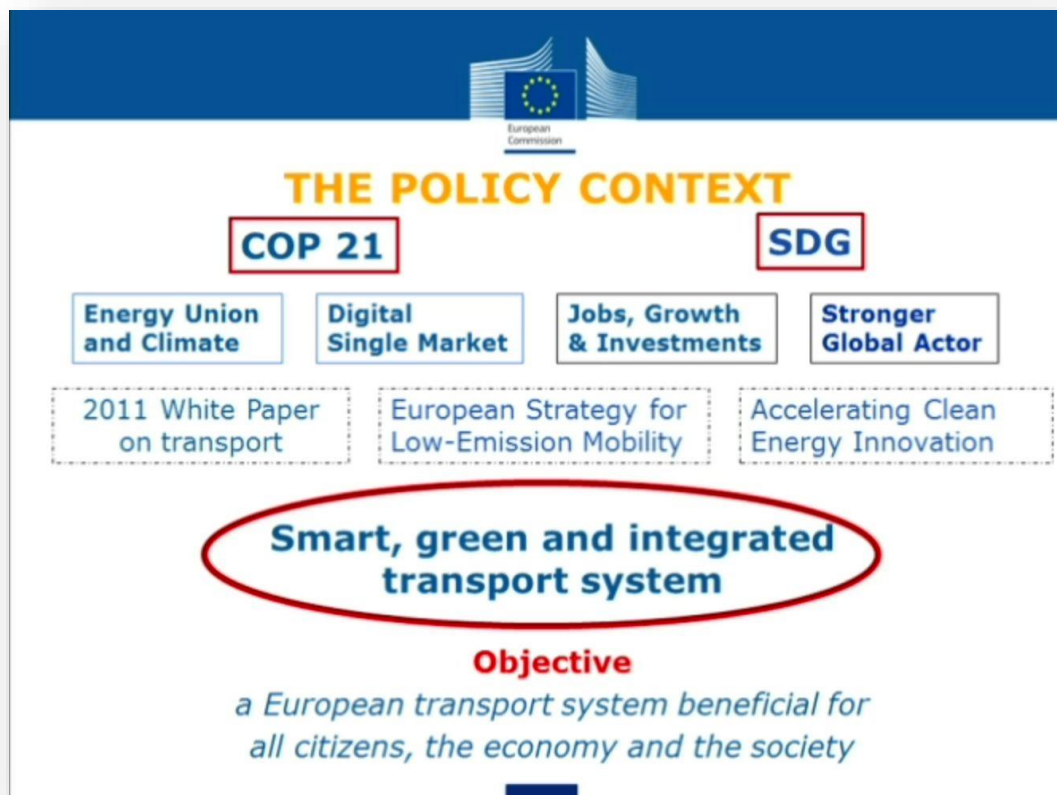 European
Commission
THE POLICY CONTEXT
COP 21
SDG
Energy Union
and Climate
Digital
Single Market
Jobs, Growth
& Investments
Stronger
Global Actor
2011 White Paper
on transport
European Strategy for
Low-Emission Mobility
Accelerating Clean
Energy Innovation
Smart, green and integrated
transport system
Objective
a European transport system beneficial for
all citizens, the economy and the society